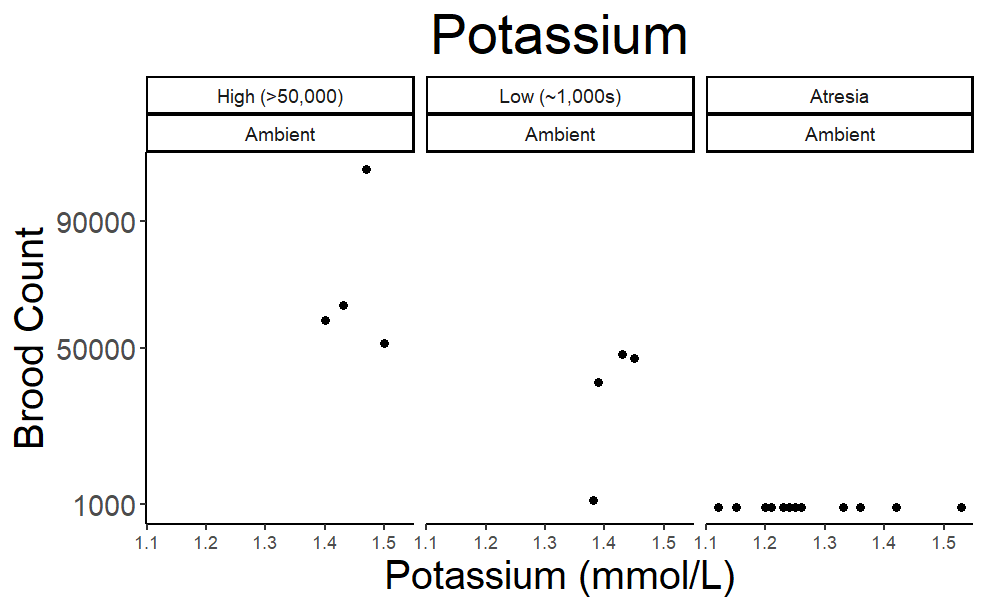 Potassium
High (>50,000) Low (~1,000s) Atresia
Ambient Ambient Ambient
Brood Count
90000
50000
1000
1.1 1.2 1.3 1.4 1.5 1.1 1.2 1.3 1.4 1.5 1.1 1.2 1.3 1.4 1.5
Potassium (mmol/L)